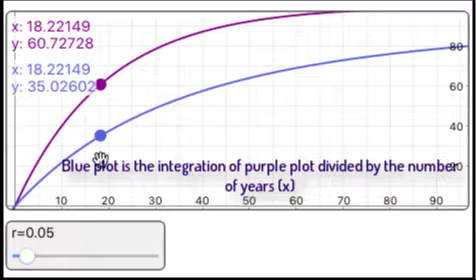 x: 18.22149
y: 60.72728
x: 18.22149
y: 35.02602
80
60
40
20
Blue plot is the integration of purple plot divided by the number
of years (x)
10 20 30 40 50 60 70 80 90
r=0.05